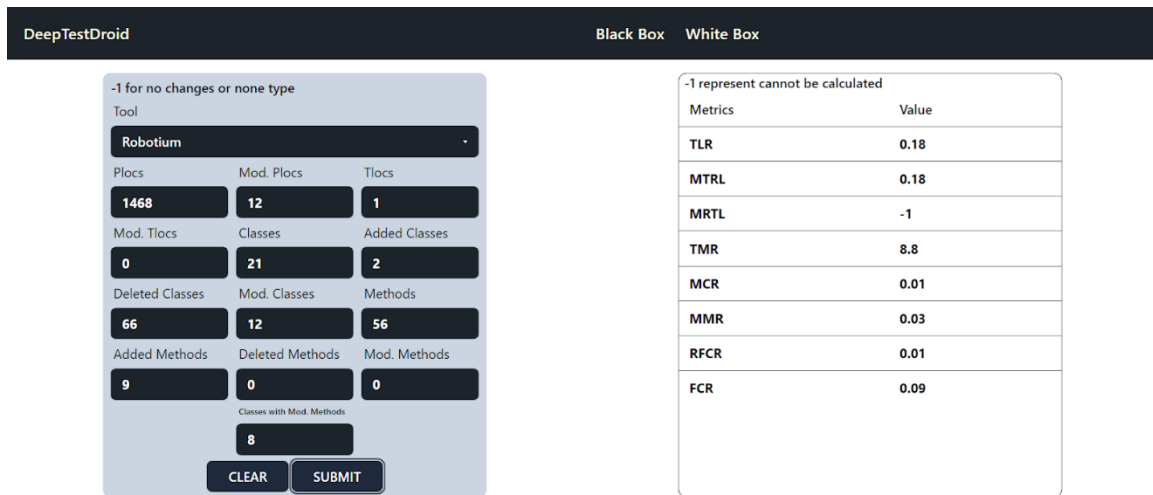 DeepTestDroid Black Box White Box
-1 for no changes or none type
Tool
Robotium
Plocs Mod. Plocs Tlocs
1468 12 1
Mod. Tlocs Classes Added Classes
0 21 2
Deleted Classes Mod. Classes Methods
66 12 56
Added Methods Deleted Methods Mod. Methods
9 0 0
Classes with Mod. Methods
8
CLEAR SUBMIT
-1 represent cannot be calculated
Metrics Value
TLR 0.18
MTRL 0.18
MRTL -1
TMR 8.8
MCR 0.01
MMR 0.03
RFCR 0.01
FCR 0.09